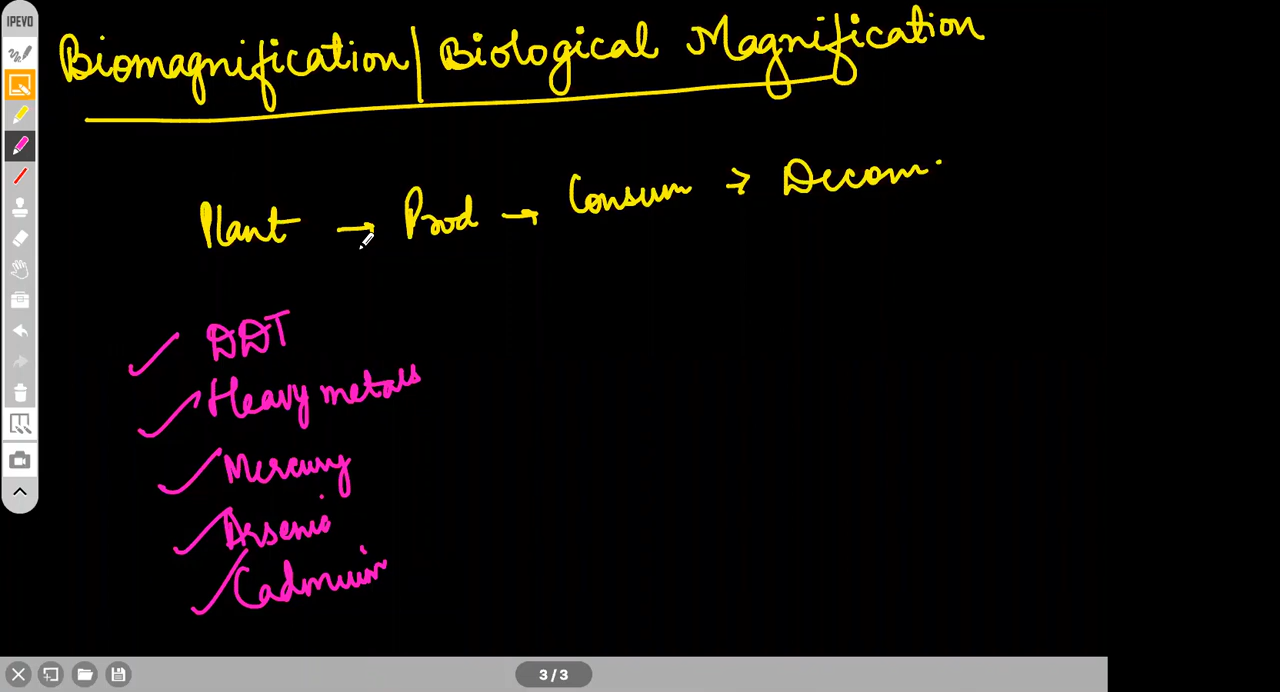 IPEVO
Biomagnification/Biological Magnification
Plant → Prod → Consum → Decom.
DDT
Heavy metals
Mercury
Arsenic
Cadmium
3/3